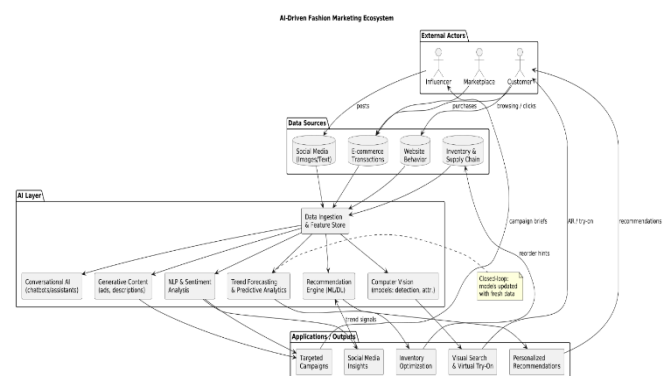 AI-Driven Fashion Marketing Ecosystem
External Actors
Influencer
Marketplace
Customer
posts
purchases
browsing / clicks
Data Sources
Social Media
(Images/Text)
E-commerce
Transactions
Website
Behavior
Inventory &
Supply Chain
AI Layer
Data Ingestion
& Feature Store
campaign briefs
AR / try-on
recommendations
reorder hints
Conversational AI
(chatbots/assistants)
Generative Content
(ads, descriptions)
NLP & Sentiment
Analysis
Trend Forecasting
& Predictive Analytics
Recommendation
Engine (ML/DL)
Computer Vision
(models: detection, attr.)
Closed-loop:
models updated
with fresh data
trend signals
Applications / Outputs
Targeted
Campaigns
Social Media
Insights
Inventory
Optimization
Visual Search
& Virtual Try-On
Personalized
Recommendations